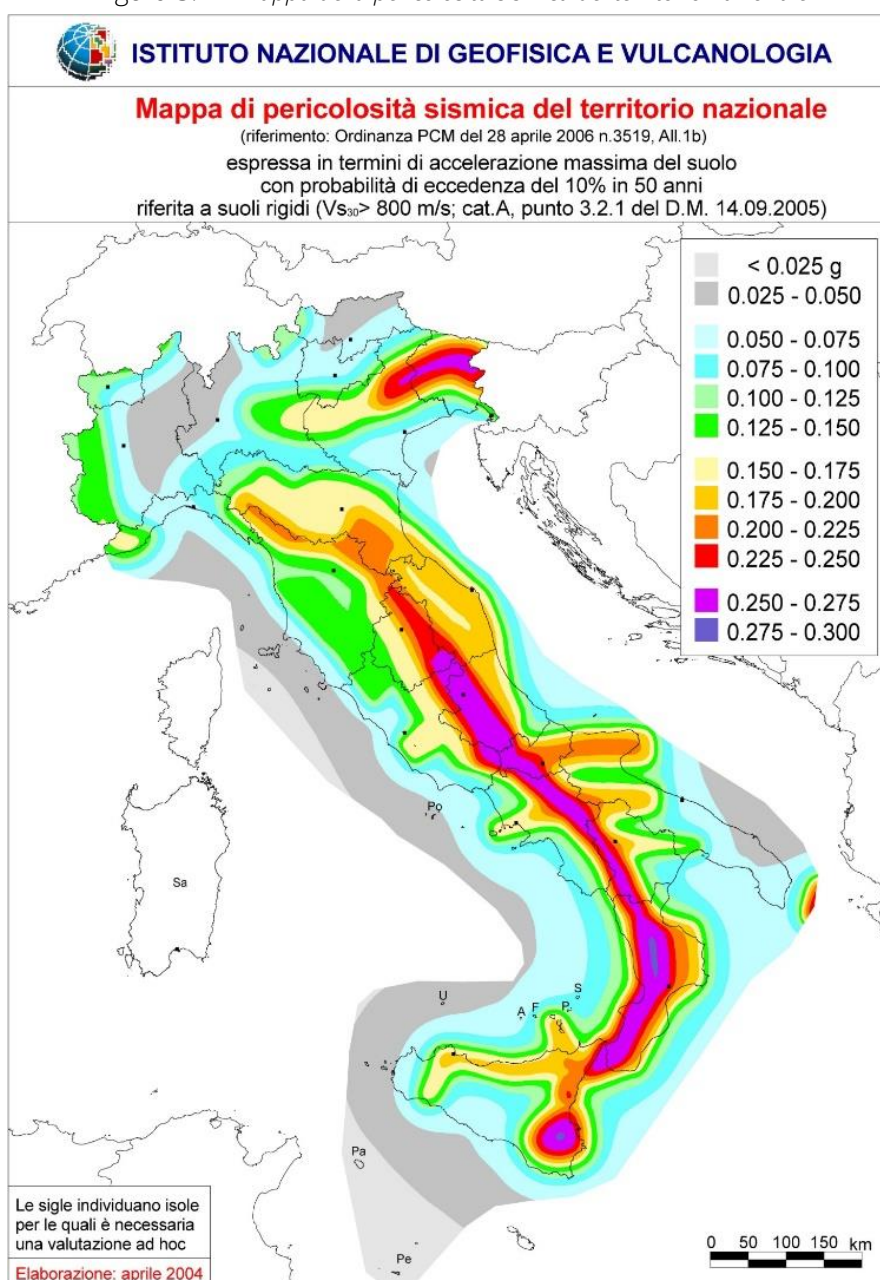 ISTITUTO NAZIONALE DI GEOFISICA E VULCANOLOGIA
Mappa di pericolosità sismica del territorio nazionale
(riferimento: Ordinanza PCM del 28 aprile 2006 n.3519, All.1b)
espressa in termini di accelerazione massima del suolo
con probabilità di eccedenza del 10% in 50 anni
riferita a suoli rigidi (Vs₃₀> 800 m/s; cat.A, punto 3.2.1 del D.M. 14.09.2005)
< 0.025 g
0.025 - 0.050
0.050 - 0.075
0.075 - 0.100
0.100 - 0.125
0.125 - 0.150
0.150 - 0.175
0.175 - 0.200
0.200 - 0.225
0.225 - 0.250
0.250 - 0.275
0.275 - 0.300
Po
Sa
U
S
A
F
P
Pa
Pe
Le sigle individuano isole
per le quali è necessaria
una valutazione ad hoc
Elaborazione: aprile 2004
0 50 100 150 km